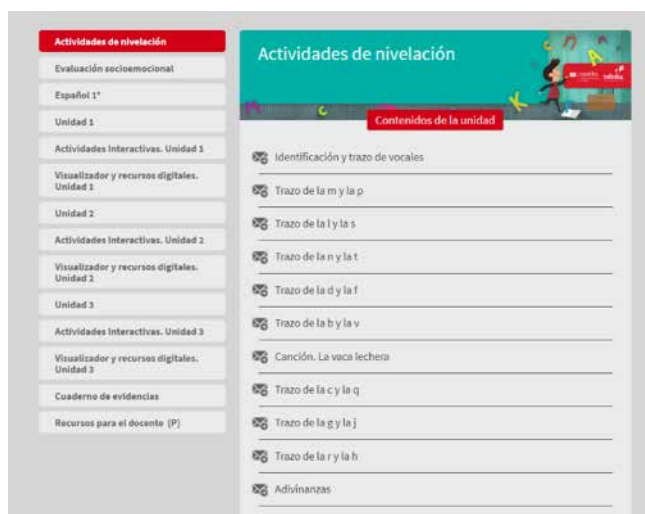 Actividades de nivelación
Evaluación socioemocional
Español 1°
Unidad 1
Actividades Interactivas. Unidad 1
Visualizador y recursos digitales.
Unidad 1
Unidad 2
Actividades Interactivas. Unidad 2
Visualizador y recursos digitales.
Unidad 2
Unidad 3
Actividades Interactivas. Unidad 3
Visualizador y recursos digitales.
Unidad 3
Cuaderno de evidencias
Recursos para el docente (P)
Actividades de nivelación
Contenidos de la unidad
Identificación y trazo de vocales
Trazo de la m y la p
Trazo de la l y la s
Trazo de la n y la t
Trazo de la d y la f
Trazo de la b y la v
Canción. La vaca lechera
Trazo de la c y la q
Trazo de la g y la j
Trazo de la r y la h
Adivinanzas